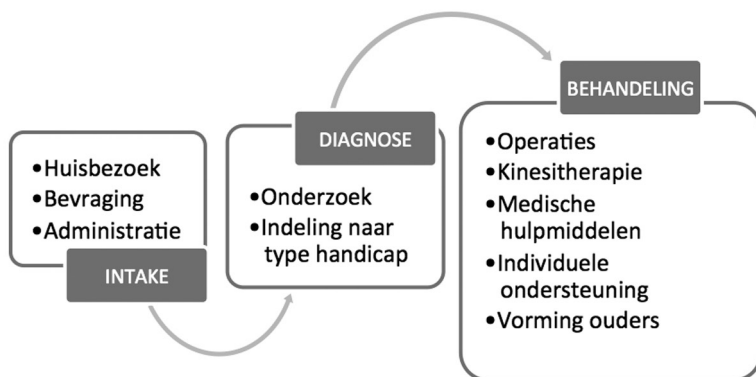 •Huisbezoek
•Bevraging
•Administratie
INTAKE
DIAGNOSE
•Onderzoek
•Indeling naar
type handicap
BEHANDELING
•Operaties
•Kinesitherapie
•Medische
hulpmiddelen
•Individuele
ondersteuning
•Vorming ouders